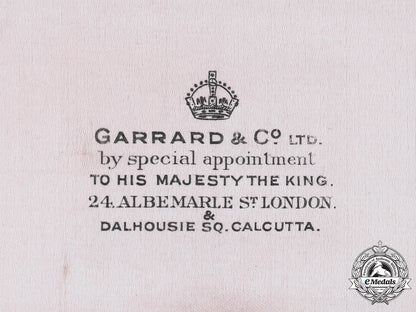 GARRARD & Cº LTD.
by special appointment
TO HIS MAJESTY THE KING.
24, ALBEMARLE ST LONDON.
&
DALHOUSIE SQ. CALCUTTA.
eMedals